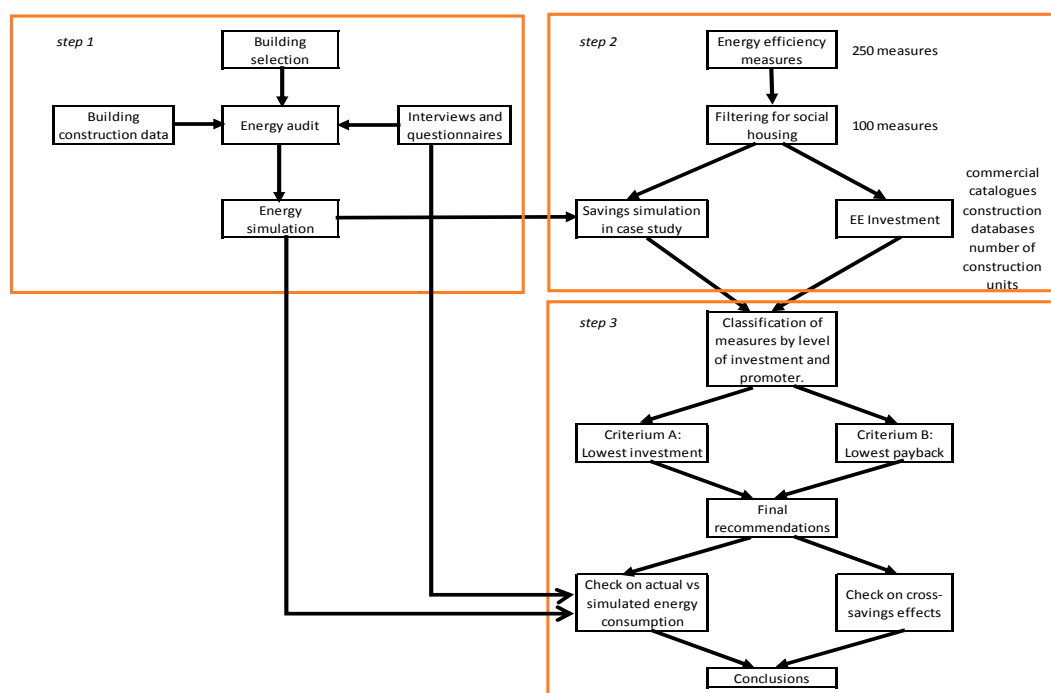 step 1
Building
selection
Building
construction data
Energy audit
Interviews and
questionnaires
Energy
simulation
step 2
Energy efficiency
measures
250 measures
Filtering for social
housing
100 measures
Savings simulation
in case study
EE Investment
commercial
catalogues
construction
databases
number of
construction
units
step 3
Classification of
measures by level
of investment and
promoter.
Criterium A:
Lowest investment
Criterium B:
Lowest payback
Final
recommendations
Check on actual vs
simulated energy
consumption
Check on cross-
savings effects
Conclusions